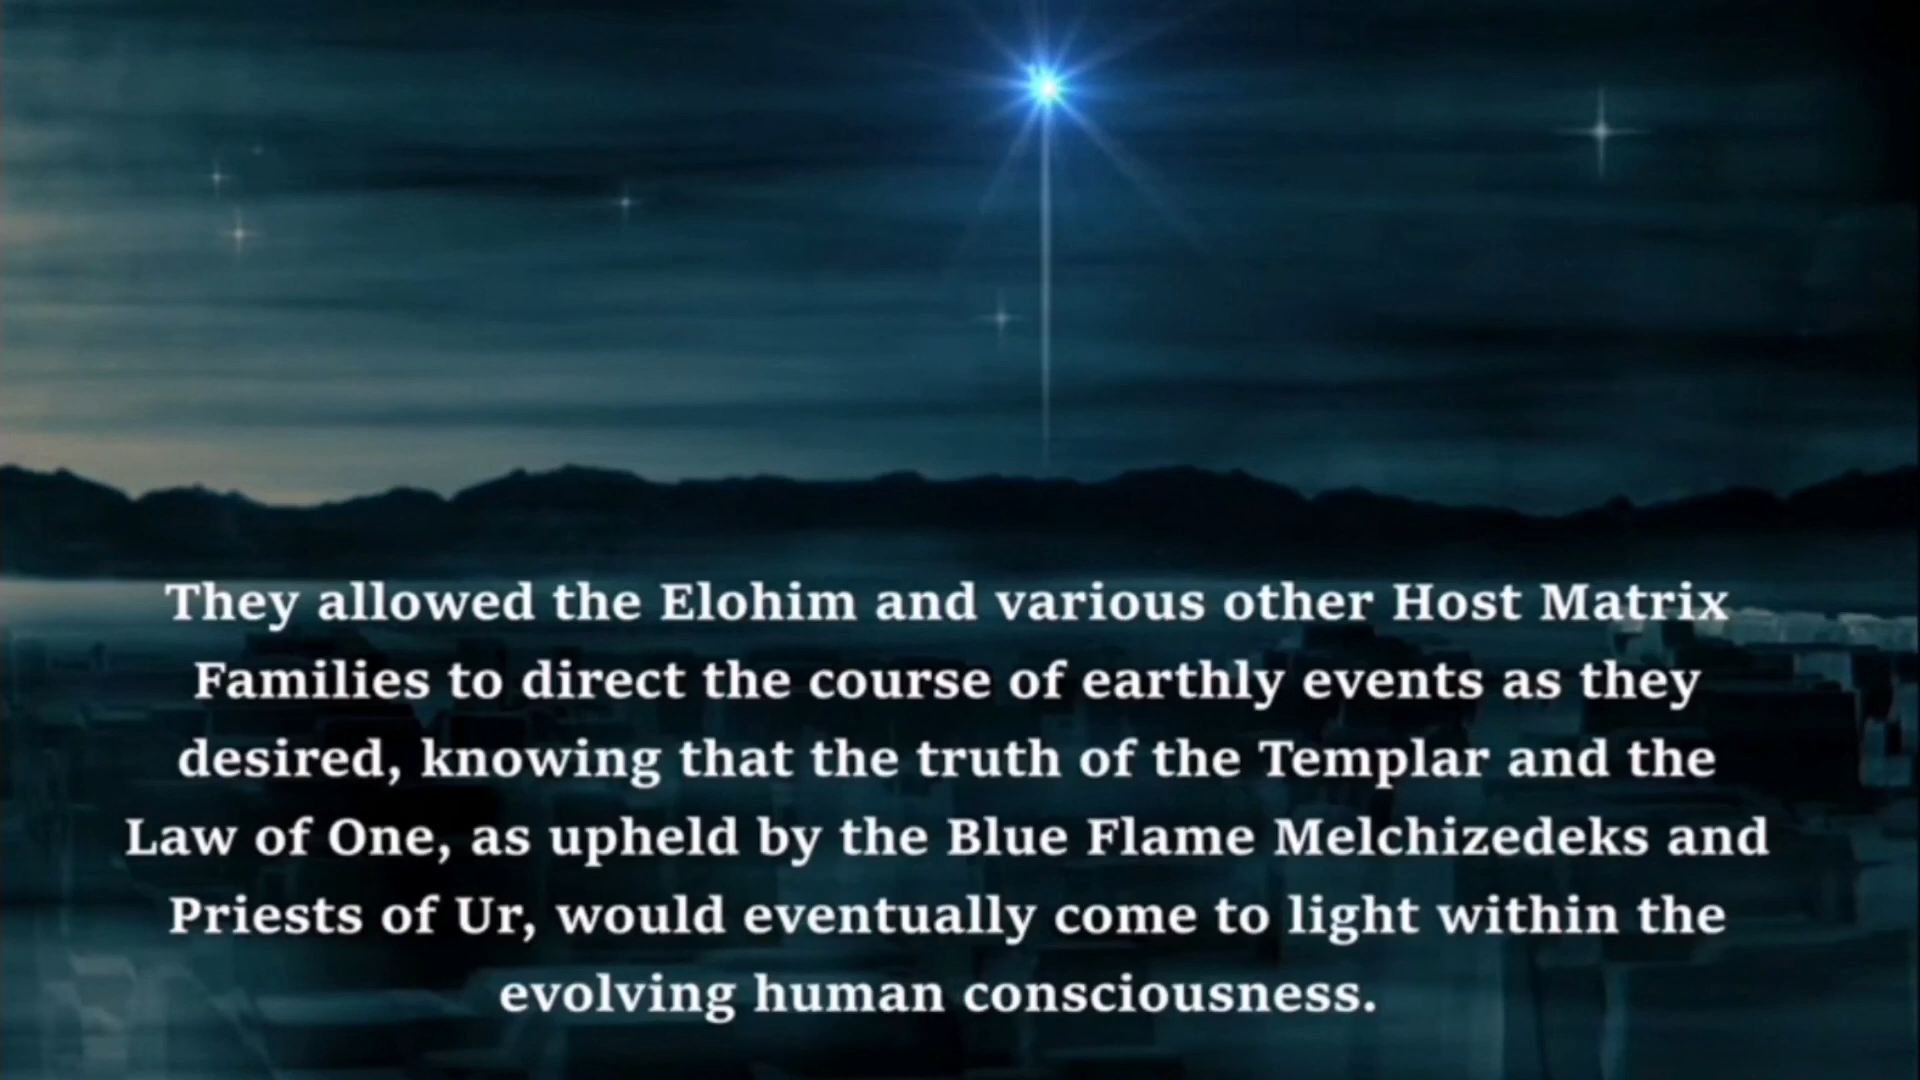 They allowed the Elohim and various other Host Matrix
Families to direct the course of earthly events as they
desired, knowing that the truth of the Templar and the
Law of One, as upheld by the Blue Flame Melchizedeks and
Priests of Ur, would eventually come to light within the
evolving human consciousness.